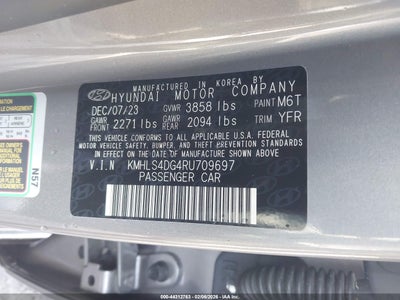 MANUFACTURED IN KOREA BY
HYUNDAI MOTOR COMPANY
DEC/07/23 GVWR 3858 lbs PAINT M6T
GAWR FRONT 2271 lbs GAWR REAR 2094 lbs TRIM YFR
THIS VEHICLE CONFORMS TO ALL APPLICABLE U.S.A. FEDERAL
MOTOR VEHICLE SAFETY, BUMPER, AND THEFT PREVENTION
STANDARDS IN EFFECT ON THE DATE OF MANUFACTURE SHOWN ABOVE.
V.I.N KMHLS4DG4RU709697
PASSENGER CAR
LE CHARGEMENT
N57
000-44312763 - 02/06/2026 - IAA Inc.